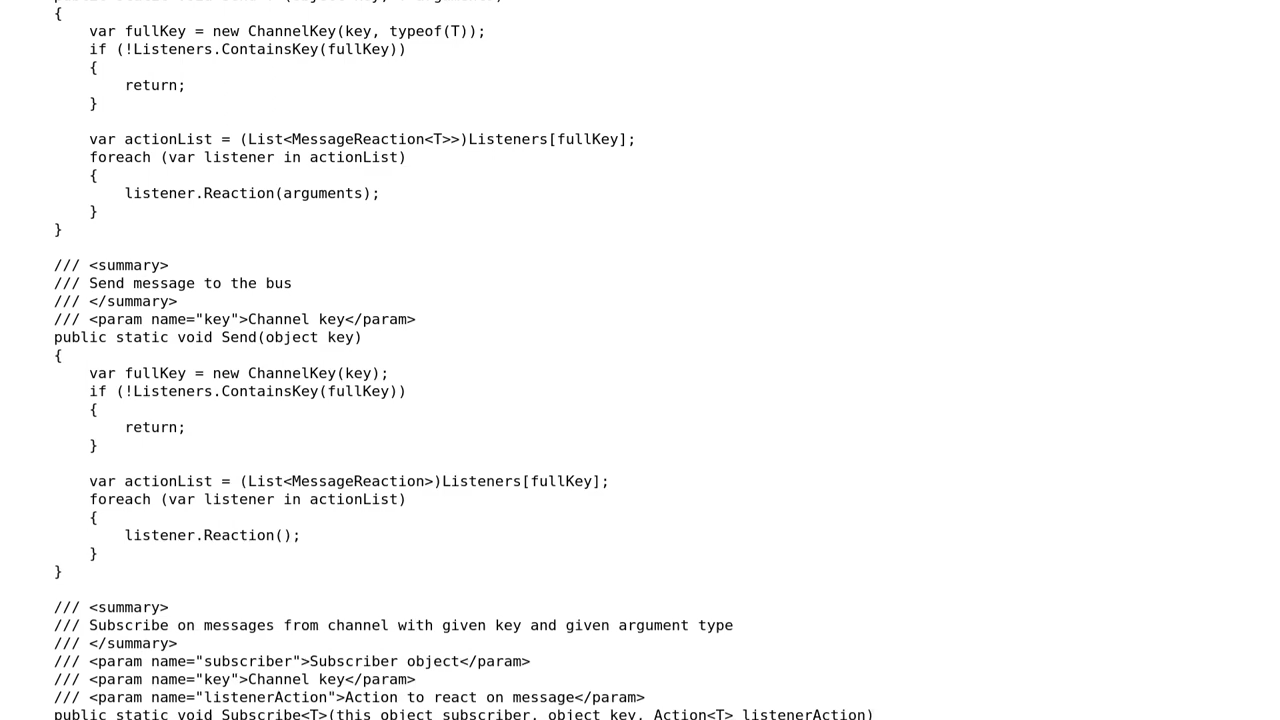 {
    var fullKey = new ChannelKey(key, typeof(T));
    if (!Listeners.ContainsKey(fullKey))
    {
        return;
    }

    var actionList = (List<MessageReaction<T>>)Listeners[fullKey];
    foreach (var listener in actionList)
    {
        listener.Reaction(arguments);
    }
}

/// <summary>
/// Send message to the bus
/// </summary>
/// <param name="key">Channel key</param>
public static void Send(object key)
{
    var fullKey = new ChannelKey(key);
    if (!Listeners.ContainsKey(fullKey))
    {
        return;
    }

    var actionList = (List<MessageReaction>)Listeners[fullKey];
    foreach (var listener in actionList)
    {
        listener.Reaction();
    }
}

/// <summary>
/// Subscribe on messages from channel with given key and given argument type
/// </summary>
/// <param name="subscriber">Subscriber object</param>
/// <param name="key">Channel key</param>
/// <param name="listenerAction">Action to react on message</param>
public static void Subscribe<T>(this object subscriber, object key, Action<T> listenerAction)